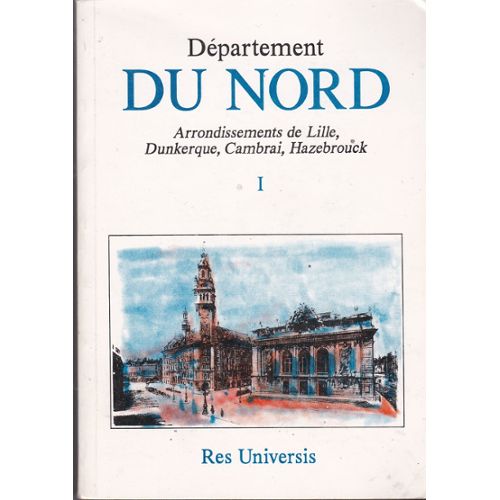 Département
DU NORD
Arrondissements de Lille,
Dunkerque, Cambrai, Hazebrouck
I
Res Universis